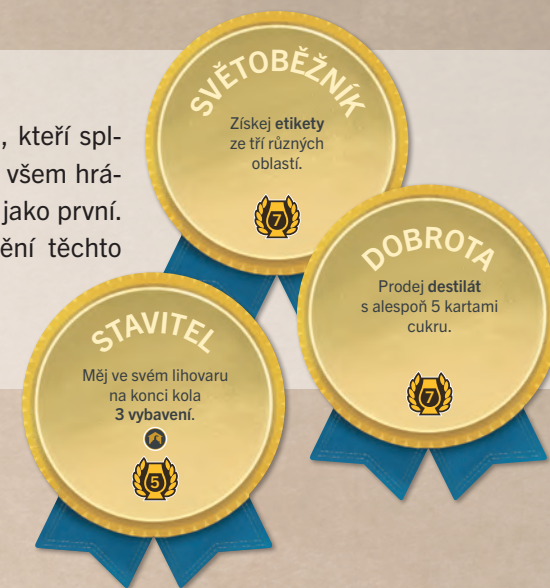 , kteří spl-
všem hrá-
jako první.
ění těchto
SVĚTOBĚŽNÍK
Získej etikety
ze tří různých
oblastí.
7
DOBROTA
Prodej destilát
s alespoň 5 kartami
cukru.
7
STAVITEL
Měj ve svém lihovaru
na konci kola
3 vybavení.
5